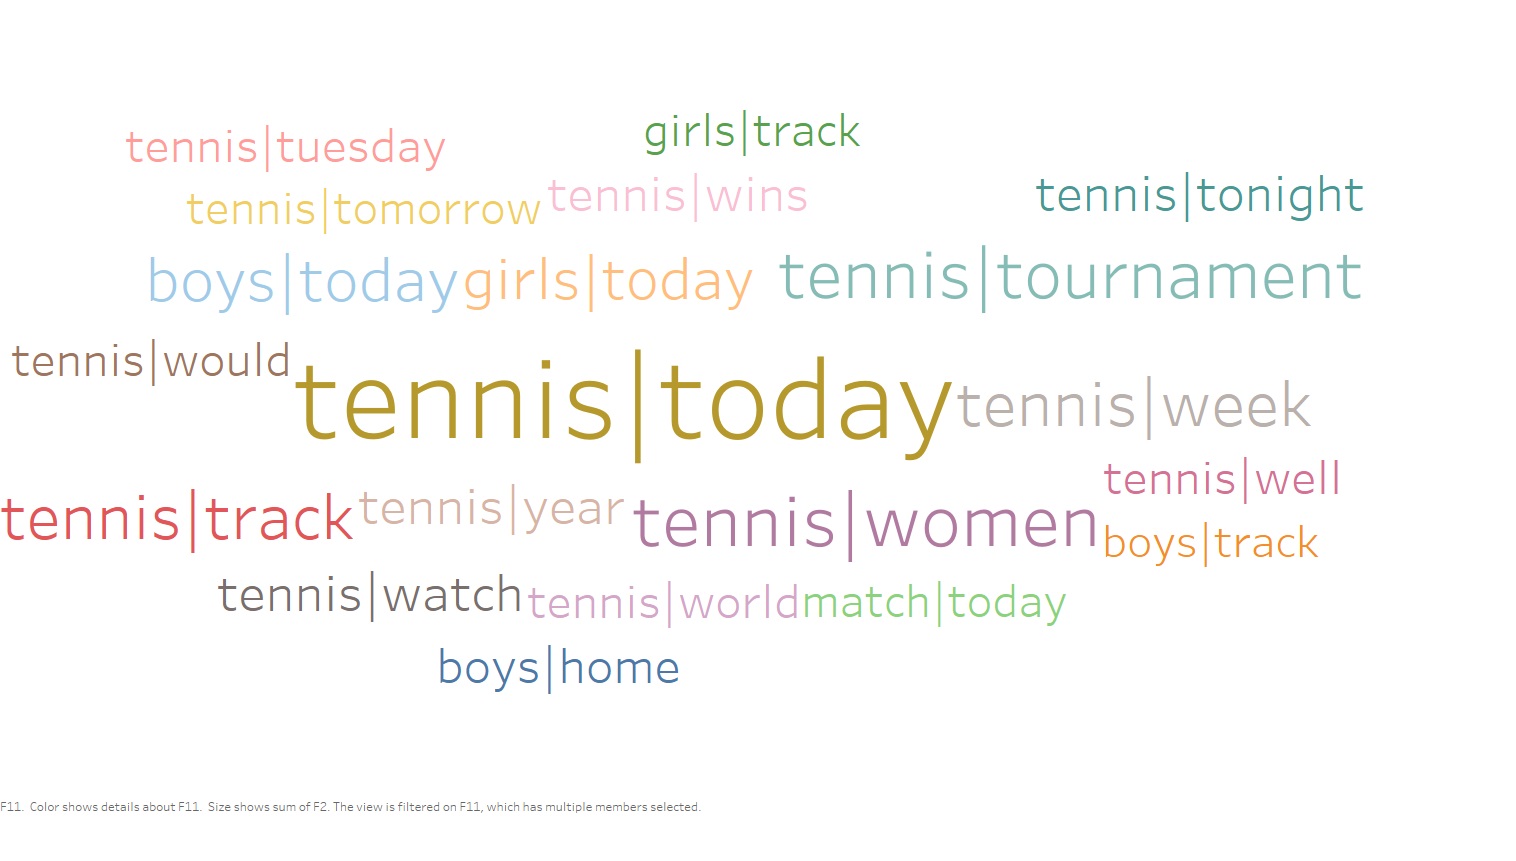 girls|track
tennis|tuesday
tennis|wins
tennis|tonight
tennis|tomorrow
boys|today
girls|today
tennis|tournament
tennis|would
tennis|today
tennis|week
tennis|well
tennis|track
tennis|year
tennis|women
boys|track
tennis|watch
tennis|world
match|today
boys|home
F11. Color shows details about F11. Size shows sum of F2. The view is filtered on F11, which has multiple members selected.